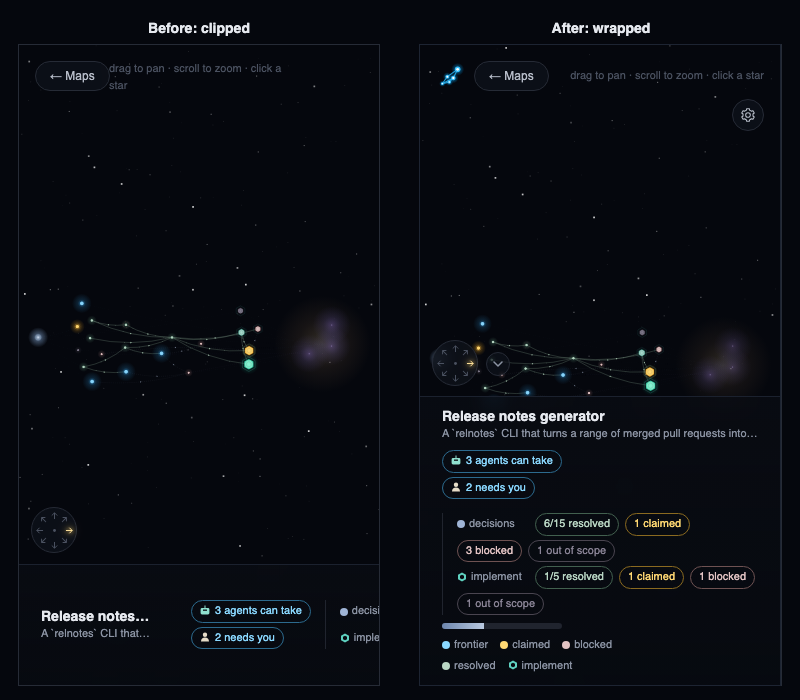 Before: clipped
← Maps
drag to pan · scroll to zoom · click a
star
Release notes…
A `relnotes` CLI that…
3 agents can take
2 needs you
decisi
imple
After: wrapped
← Maps
drag to pan · scroll to zoom · click a star
Release notes generator
A `relnotes` CLI that turns a range of merged pull requests into…
3 agents can take
2 needs you
decisions 6/15 resolved 1 claimed
3 blocked 1 out of scope
implement 1/5 resolved 1 claimed 1 blocked
1 out of scope
frontier claimed blocked
resolved implement